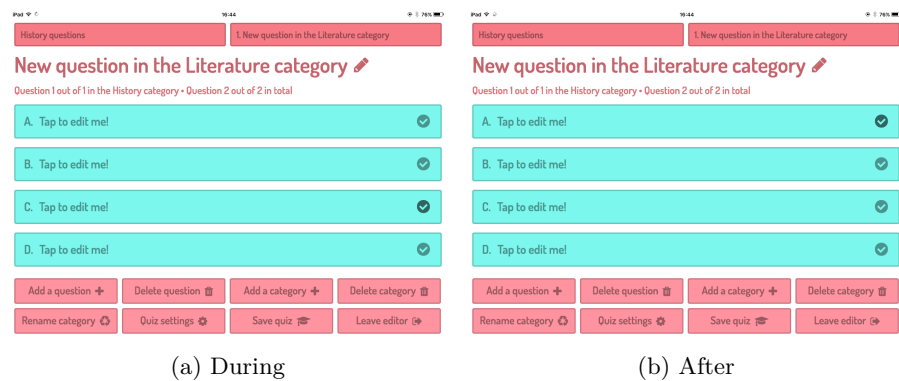 iPad 16:44 76%
History questions 1. New question in the Literature category
New question in the Literature category
Question 1 out of 1 in the History category • Question 2 out of 2 in total
A. Tap to edit me!
B. Tap to edit me!
C. Tap to edit me!
D. Tap to edit me!
Add a question Delete question Add a category Delete category
Rename category Quiz settings Save quiz Leave editor
(a) During
iPad 16:44 76%
History questions 1. New question in the Literature category
New question in the Literature category
Question 1 out of 1 in the History category • Question 2 out of 2 in total
A. Tap to edit me!
B. Tap to edit me!
C. Tap to edit me!
D. Tap to edit me!
Add a question Delete question Add a category Delete category
Rename category Quiz settings Save quiz Leave editor
(b) After